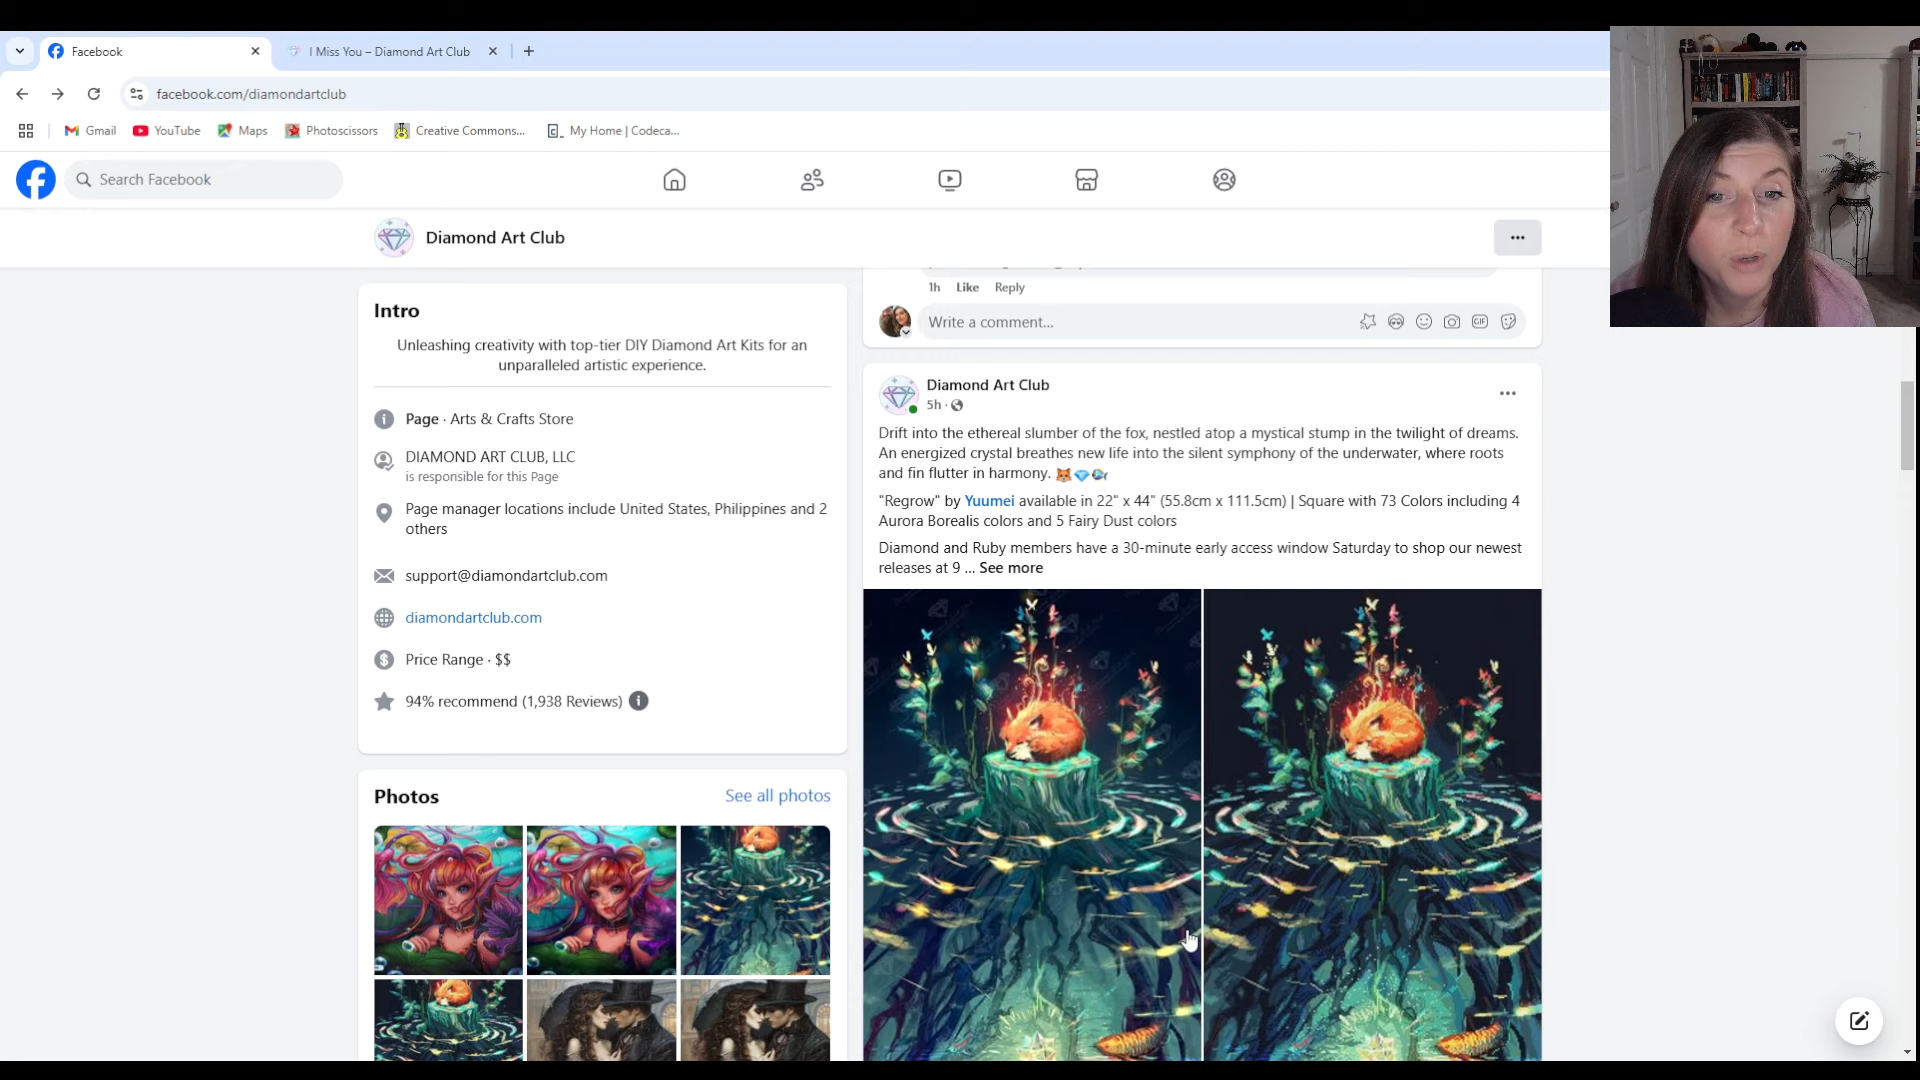 Facebook
I Miss You – Diamond Art Club
facebook.com/diamondartclub
Gmail
YouTube
Maps
Photoscissors
Creative Commons...
My Home | Codeca...
Search Facebook
Diamond Art Club
Intro
Unleashing creativity with top-tier DIY Diamond Art Kits for an
unparalleled artistic experience.
Page · Arts & Crafts Store
DIAMOND ART CLUB, LLC
is responsible for this Page
Page manager locations include United States, Philippines and 2
others
support@diamondartclub.com
diamondartclub.com
Price Range · $$
94% recommend (1,938 Reviews)
Photos
See all photos
1h Like Reply
Write a comment...
GIF
Diamond Art Club
5h ·
Drift into the ethereal slumber of the fox, nestled atop a mystical stump in the twilight of dreams.
An energized crystal breathes new life into the silent symphony of the underwater, where roots
and fin flutter in harmony. 🦊💎🐠
"Regrow" by Yuumei available in 22" x 44" (55.8cm x 111.5cm) | Square with 73 Colors including 4
Aurora Borealis colors and 5 Fairy Dust colors
Diamond and Ruby members have a 30-minute early access window Saturday to shop our newest
releases at 9 ... See more